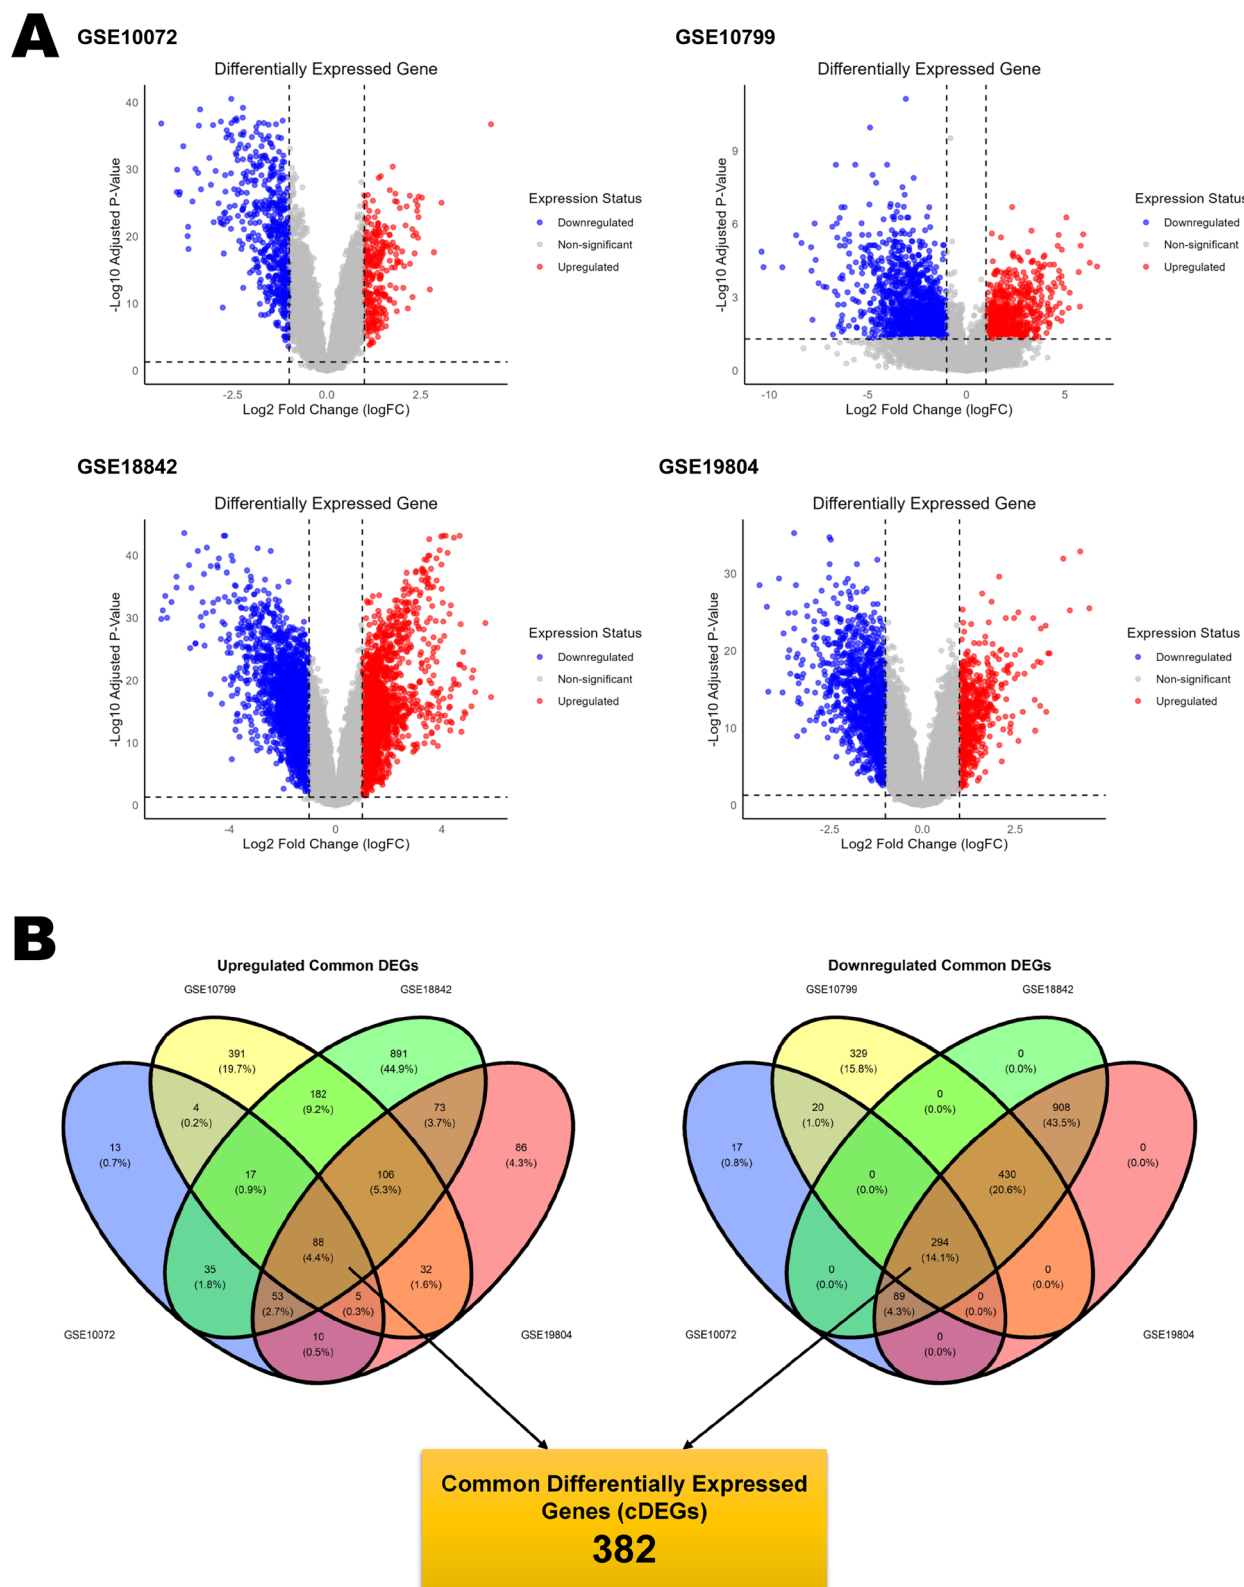 A
GSE10072
Differentially Expressed Gene
-Log10 Adjusted P-Value
40
30
20
10
0
-2.5
0.0
2.5
Log2 Fold Change (logFC)
Expression Status
Downregulated
Non-significant
Upregulated
GSE10799
Differentially Expressed Gene
-Log10 Adjusted P-Value
9
6
3
0
-10
-5
0
5
Log2 Fold Change (logFC)
Expression Status
Downregulated
Non-significant
Upregulated
GSE18842
Differentially Expressed Gene
-Log10 Adjusted P-Value
40
30
20
10
0
-4
0
4
Log2 Fold Change (logFC)
Expression Status
Downregulated
Non-significant
Upregulated
GSE19804
Differentially Expressed Gene
-Log10 Adjusted P-Value
30
20
10
0
-2.5
0.0
2.5
Log2 Fold Change (logFC)
Expression Status
Downregulated
Non-significant
Upregulated
B
Upregulated Common DEGs
GSE10799
GSE18842
391
(19.7%)
891
(44.9%)
182
(9.2%)
4
(0.2%)
73
(3.7%)
13
(0.7%)
86
(4.3%)
17
(0.9%)
106
(5.3%)
88
(4.4%)
35
(1.8%)
32
(1.6%)
53
(2.7%)
5
(0.3%)
10
(0.5%)
GSE10072
GSE19804
Downregulated Common DEGs
GSE10799
GSE18842
329
(15.8%)
0
(0.0%)
0
(0.0%)
20
(1.0%)
908
(43.5%)
17
(0.8%)
0
(0.0%)
0
(0.0%)
430
(20.6%)
294
(14.1%)
0
(0.0%)
0
(0.0%)
89
(4.3%)
0
(0.0%)
0
(0.0%)
GSE10072
GSE19804
Common Differentially Expressed
Genes (cDEGs)
382